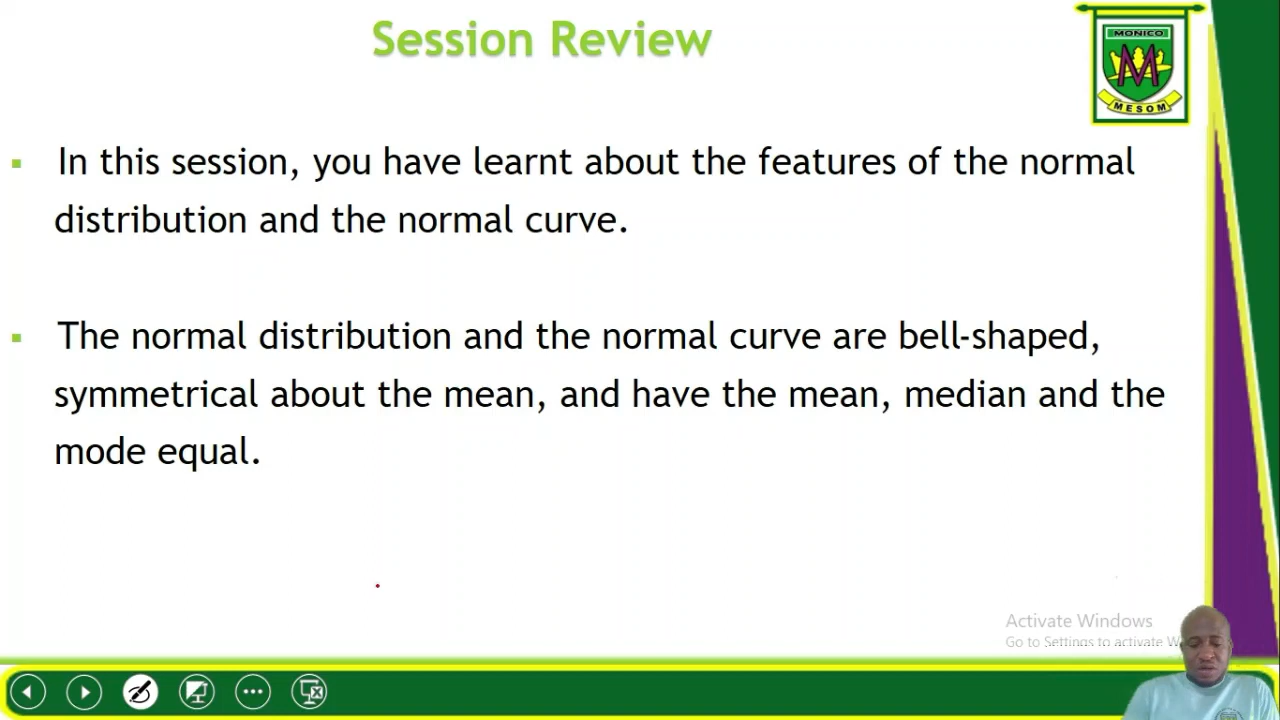 Session Review
MONICO
M
MESOM
In this session, you have learnt about the features of the normal
distribution and the normal curve.
The normal distribution and the normal curve are bell-shaped,
symmetrical about the mean, and have the mean, median and the
mode equal.
Activate Windows
Go to Settings to activate W